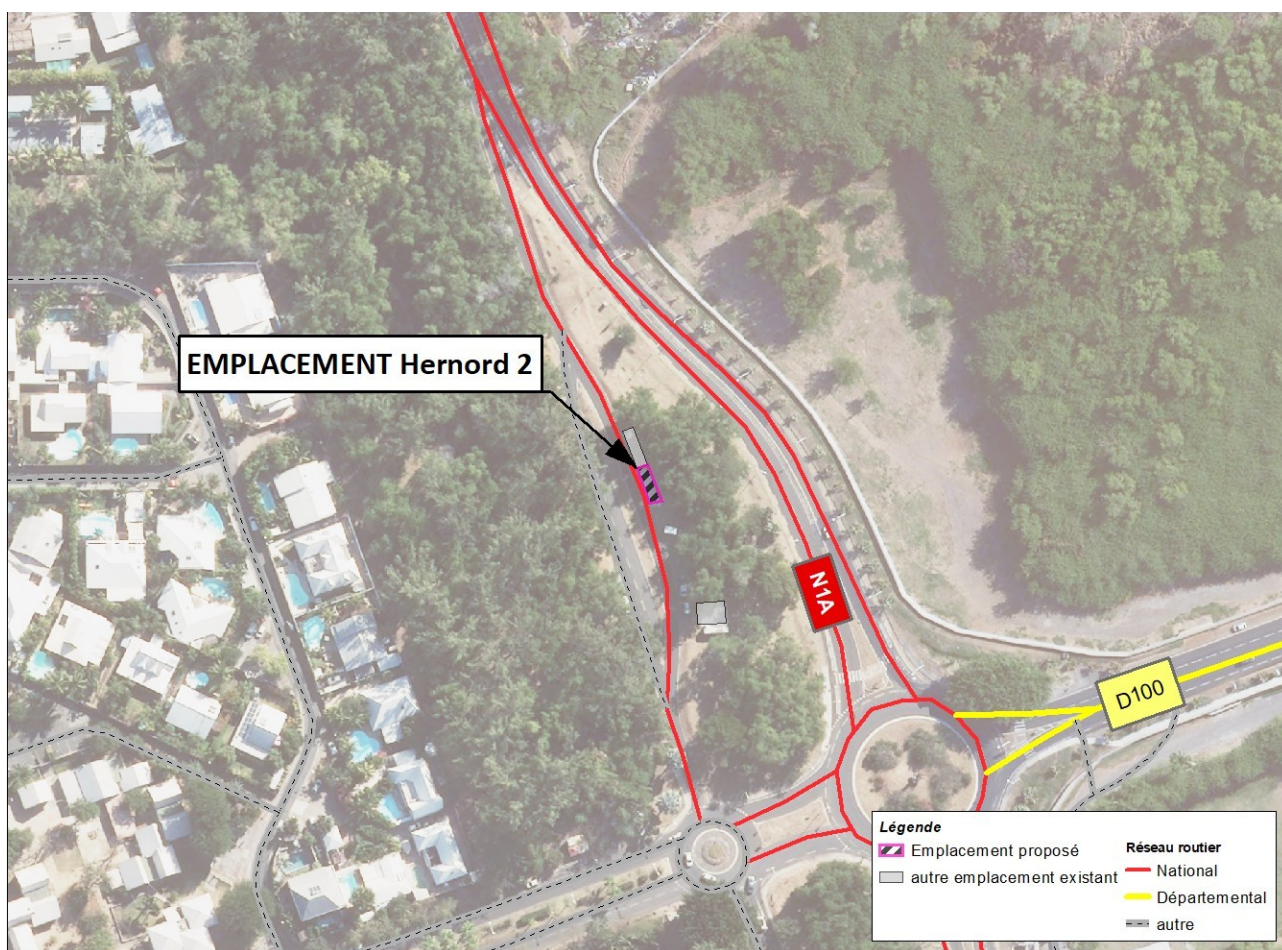 EMPLACEMENT Hernord 2
N1A
D100
Légende
Emplacement proposé
autre emplacement existant
Réseau routier
National
Départemental
autre